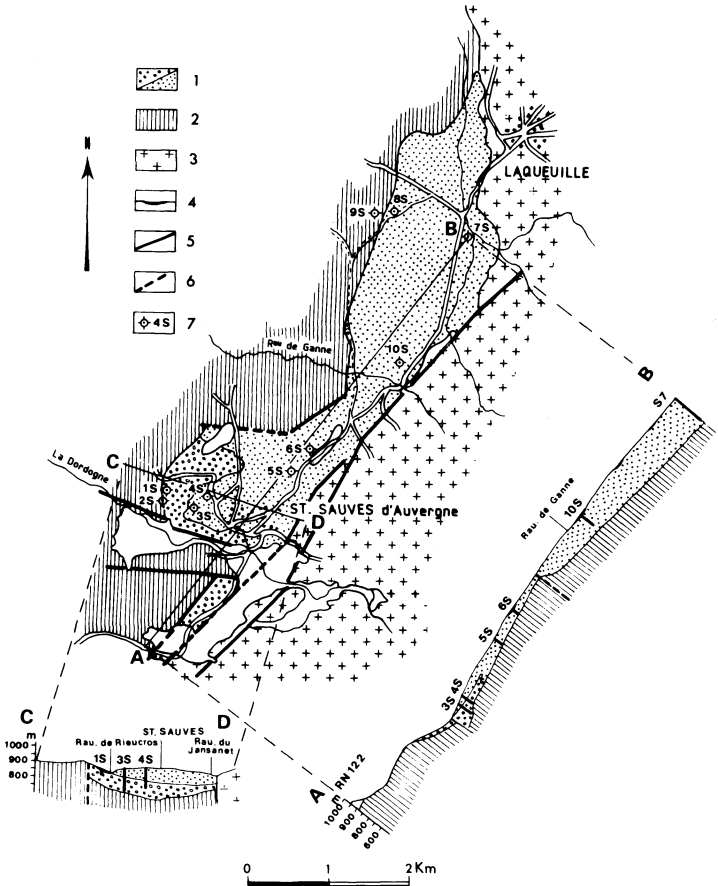 1
2
3
4
5
6
4S 7
N
LAQUEUILLE
9S
8S
B
7S
Rau de Ganne
10S
B
C
La Dordogne
6S
5S
1S
2S
4S
3S
ST. SAUVES d'Auvergne
D
A
S7
Rau. de Ganne
10S
6S
5S
3S 4S
A
RN 122
m
1000
900
800
600
C
D
m
1000
900
800
ST. SAUVES
Rau. de Rieucros
Rau. du
Jansanet
1S 3S 4S
0 1 2 Km